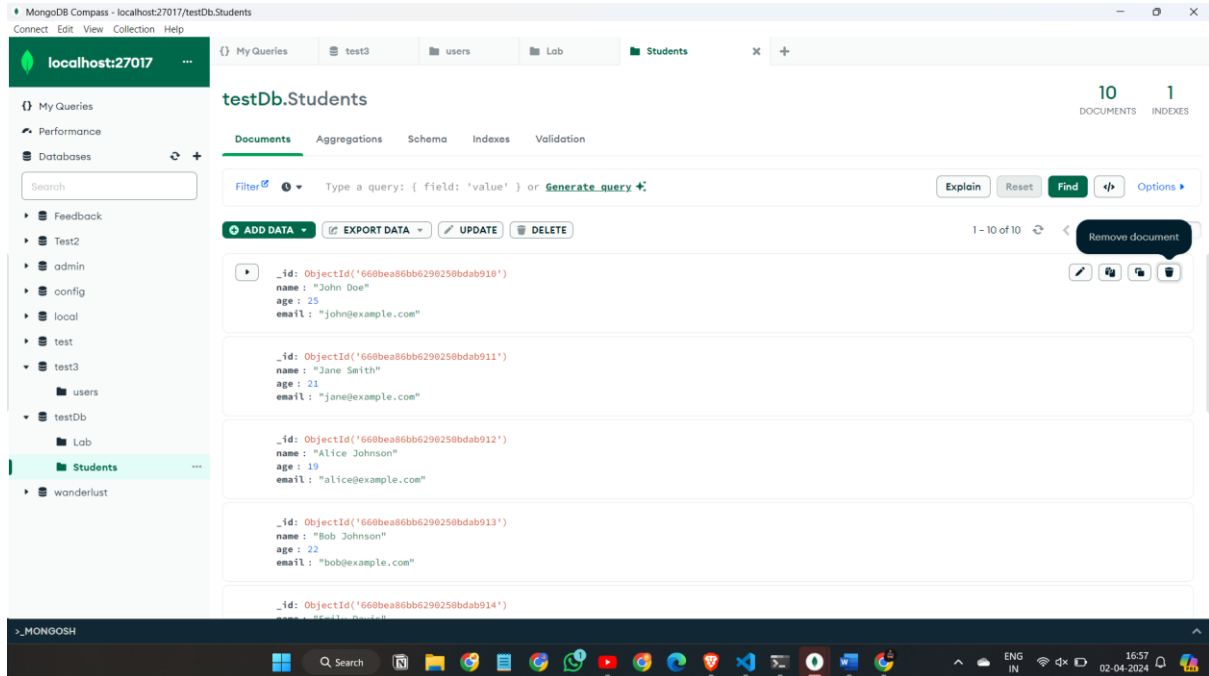 MongoDB Compass - localhost:27017/testDb.Students
Connect Edit View Collection Help
localhost:27017 ...
{} My Queries
Performance
Databases
Search
Feedback
Test2
admin
config
local
test
test3
users
testDb
Lab
Students ...
wanderlust
{} My Queries test3 users Lab Students
testDb.Students
10 DOCUMENTS
1 INDEXES
Documents Aggregations Schema Indexes Validation
Filter Type a query: { field: 'value' } or Generate query Explain Reset Find </> Options
ADD DATA EXPORT DATA UPDATE DELETE 1 - 10 of 10
Remove document
_id: ObjectId('660bea86bb6290250bdab910')
name : "John Doe"
age : 25
email : "john@example.com"
_id: ObjectId('660bea86bb6290250bdab911')
name : "Jane Smith"
age : 21
email : "jane@example.com"
_id: ObjectId('660bea86bb6290250bdab912')
name : "Alice Johnson"
age : 19
email : "alice@example.com"
_id: ObjectId('660bea86bb6290250bdab913')
name : "Bob Johnson"
age : 22
email : "bob@example.com"
_id: ObjectId('660bea86bb6290250bdab914')
name : "Emily Davis"
>_MONGOSH
Search 1 ENG IN 16:57 02-04-2024